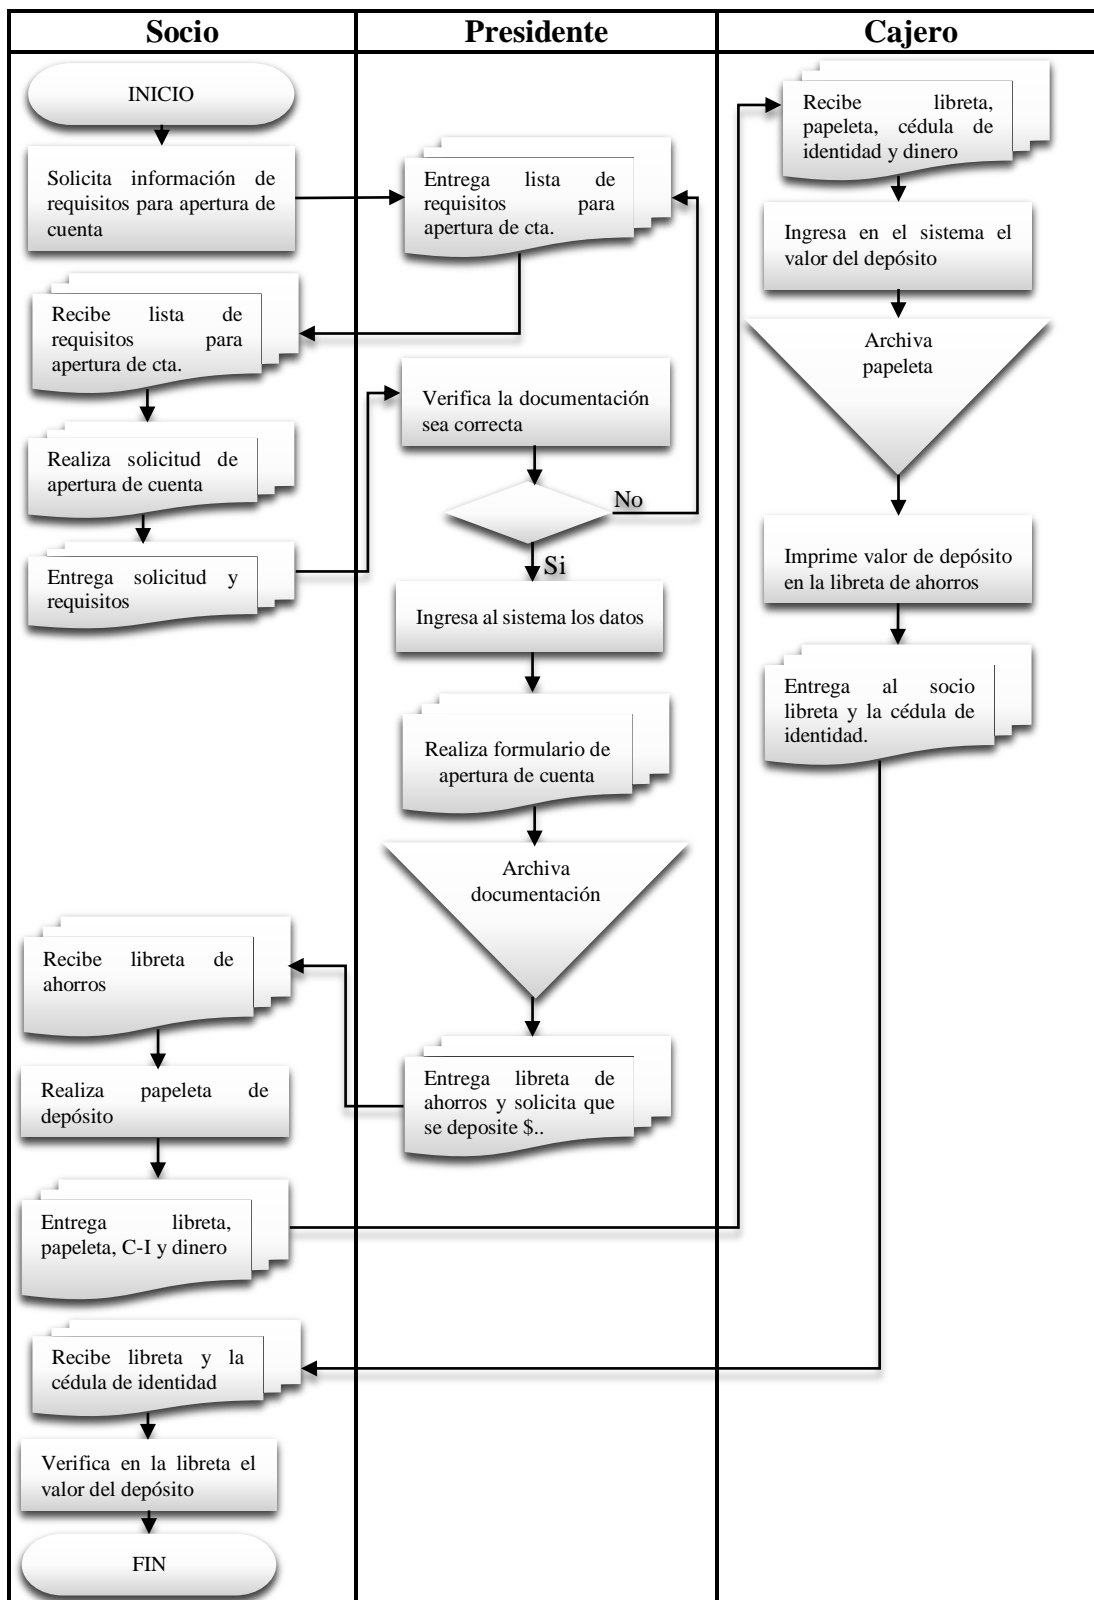 Socio
Presidente
Cajero
INICIO
Solicita información de
requisitos para apertura de
cuenta
Entrega lista de
requisitos para
apertura de cta.
Recibe lista de
requisitos para
apertura de cta.
Realiza solicitud de
apertura de cuenta
Entrega solicitud y
requisitos
Verifica la documentación
sea correcta
No
Si
Ingresa al sistema los datos
Realiza formulario de
apertura de cuenta
Archiva
documentación
Entrega libreta de
ahorros y solicita que
se deposite $..
Recibe libreta de
ahorros
Realiza papeleta de
depósito
Entrega libreta,
papeleta, C-I y dinero
Recibe libreta,
papeleta, cédula de
identidad y dinero
Ingresa en el sistema el
valor del depósito
Archiva
papeleta
Imprime valor de depósito
en la libreta de ahorros
Entrega al socio
libreta y la cédula de
identidad.
Recibe libreta y la
cédula de identidad
Verifica en la libreta el
valor del depósito
FIN